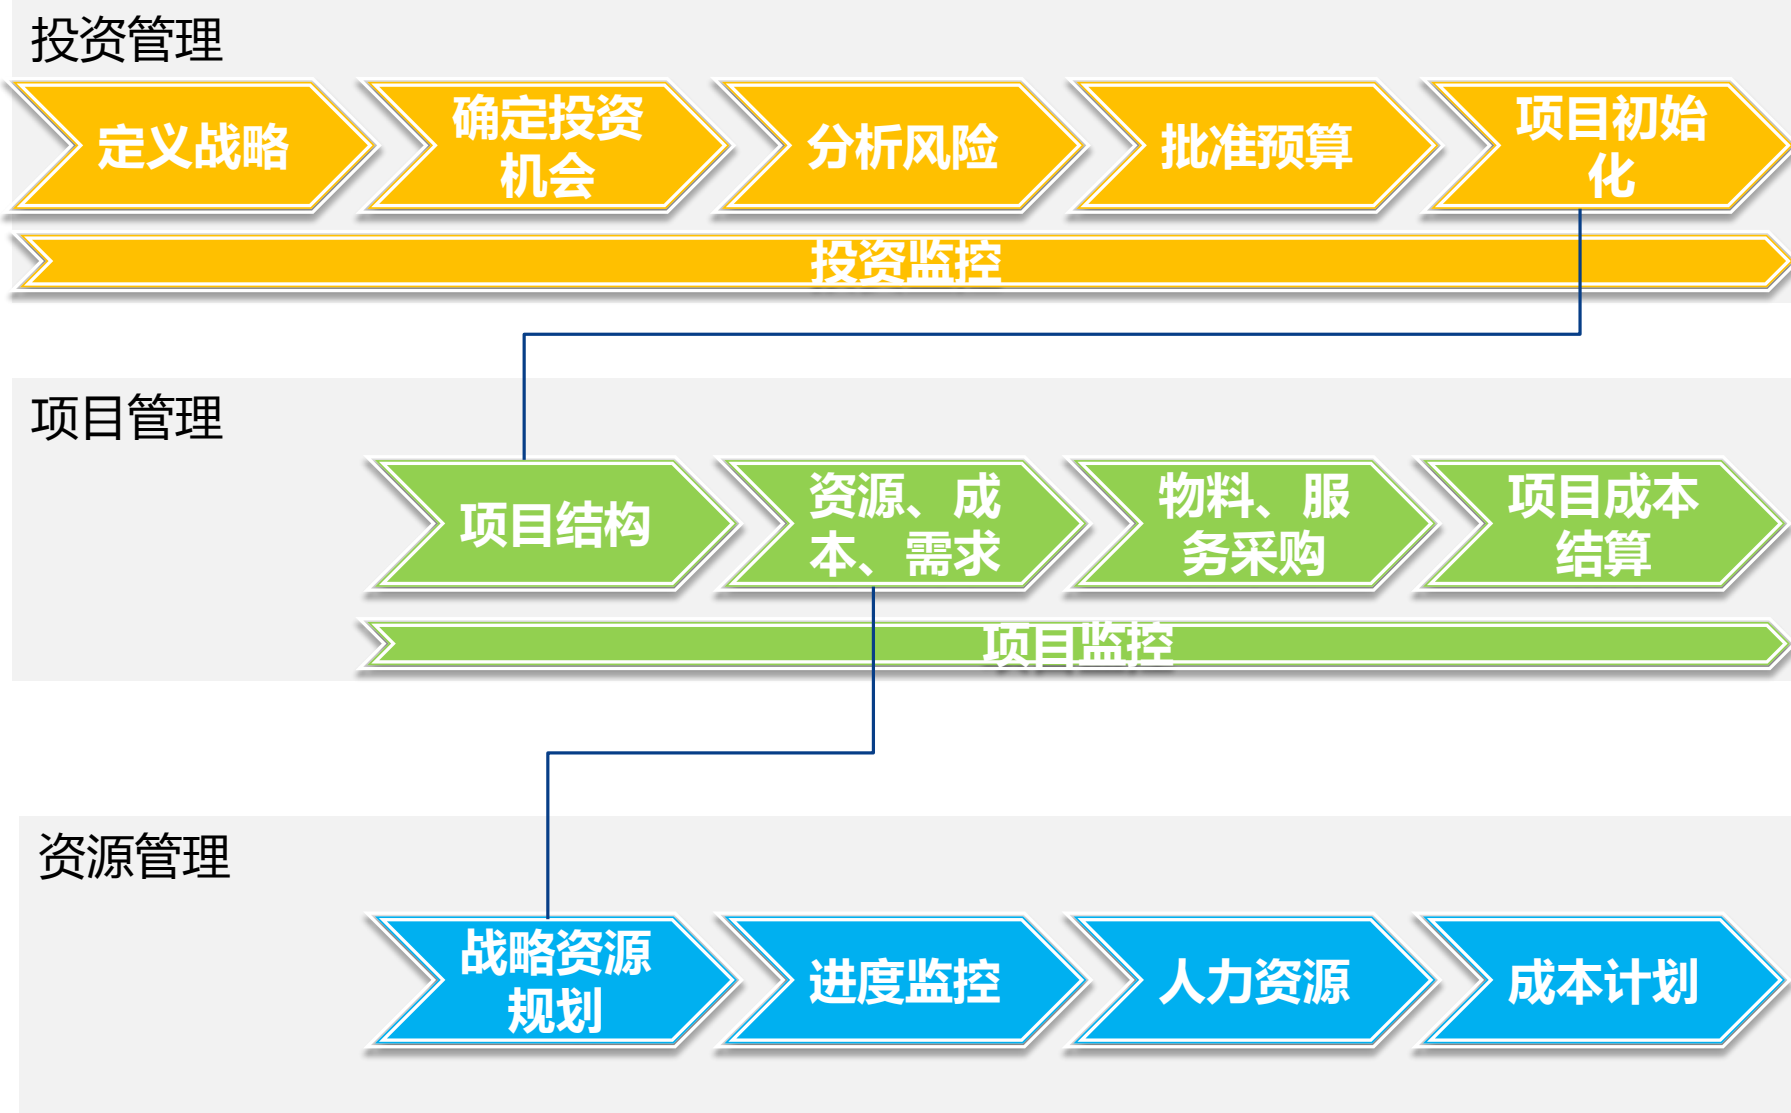 投资管理
定义战略
确定投资
机会
分析风险
批准预算
项目初始
化
投资监控
项目管理
项目结构
资源、成
本、需求
物料、服
务采购
项目成本
结算
项目监控
资源管理
战略资源
规划
进度监控
人力资源
成本计划